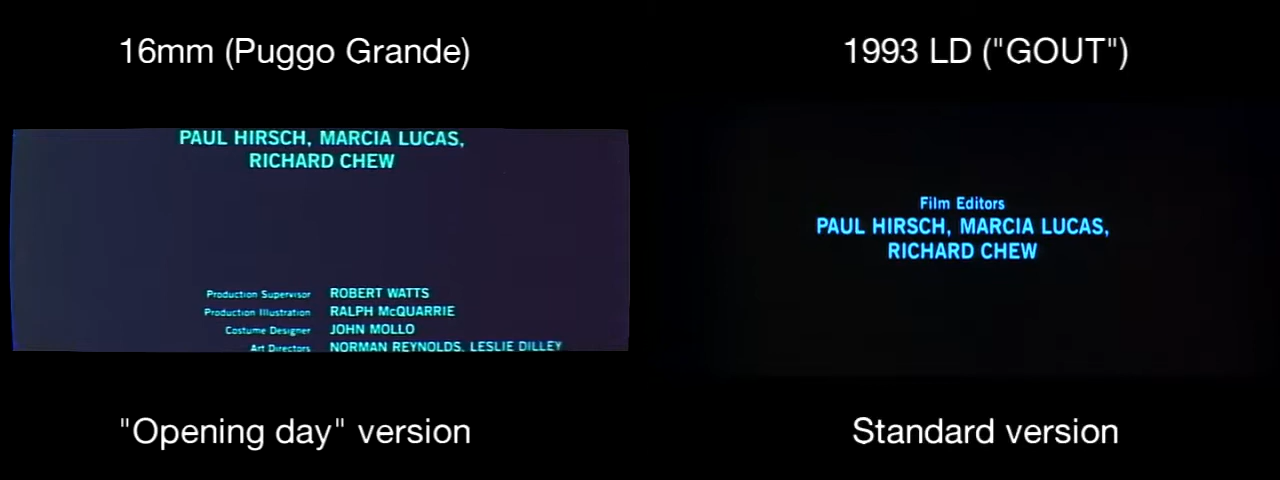 16mm (Puggo Grande)
1993 LD ("GOUT")
PAUL HIRSCH, MARCIA LUCAS,
RICHARD CHEW
Production Supervisor ROBERT WATTS
Production Illustration RALPH McQUARRIE
Costume Designer JOHN MOLLO
Art Directors NORMAN REYNOLDS, LESLIE DILLEY
Film Editors
PAUL HIRSCH, MARCIA LUCAS,
RICHARD CHEW
"Opening day" version
Standard version